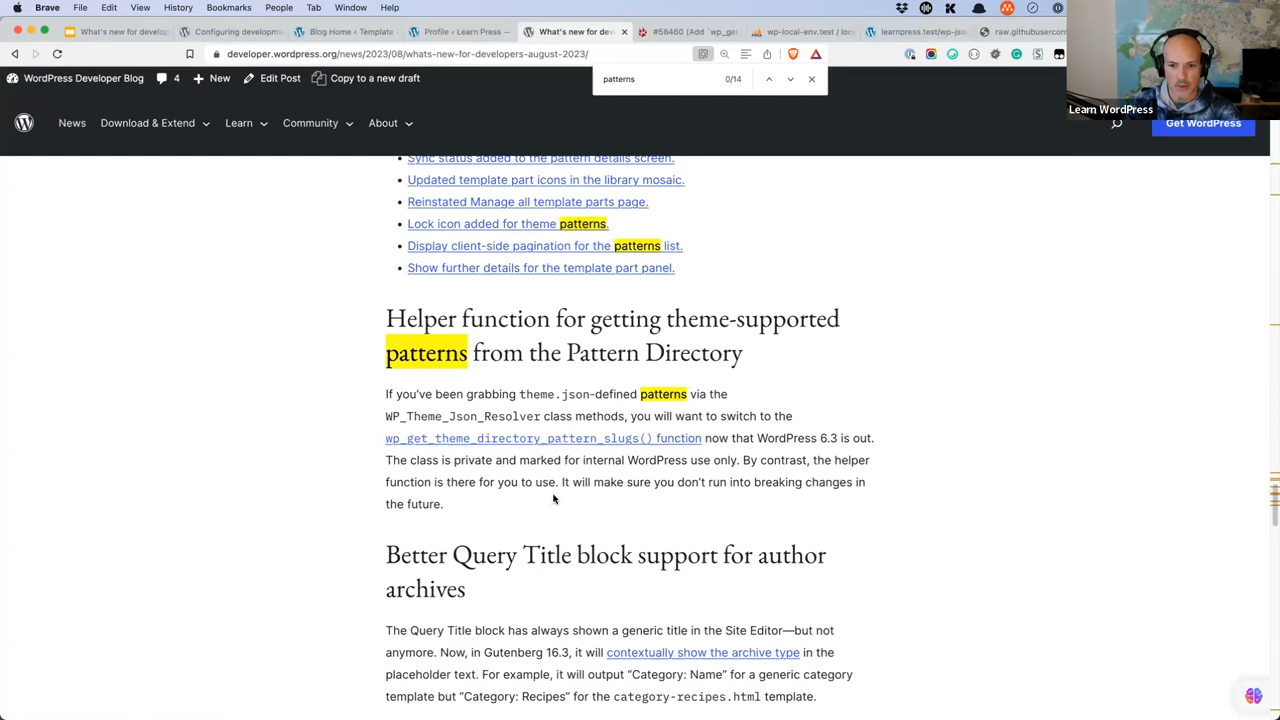 Brave File Edit View History Bookmarks People Tab Window Help
What's new for develop
Configuring developm
Blog Home ‹ Template
Profile ‹ Learn Press —
What's new for dev
#58460 (Add `wp_get
wp-local-env.test / loc
learnpress.test/wp-jso
raw.githubusercont
developer.wordpress.org/news/2023/08/whats-new-for-developers-august-2023/
patterns 0/14
WordPress Developer Blog 4 New Edit Post Copy to a new draft
Learn WordPress
News Download & Extend Learn Community About Get WordPress
Sync status added to the pattern details screen.
Updated template part icons in the library mosaic.
Reinstated Manage all template parts page.
Lock icon added for theme patterns.
Display client-side pagination for the patterns list.
Show further details for the template part panel.
Helper function for getting theme-supported
patterns from the Pattern Directory
If you've been grabbing theme.json-defined patterns via the
WP_Theme_Json_Resolver class methods, you will want to switch to the
wp_get_theme_directory_pattern_slugs() function now that WordPress 6.3 is out.
The class is private and marked for internal WordPress use only. By contrast, the helper
function is there for you to use. It will make sure you don't run into breaking changes in
the future.
Better Query Title block support for author
archives
The Query Title block has always shown a generic title in the Site Editor—but not
anymore. Now, in Gutenberg 16.3, it will contextually show the archive type in the
placeholder text. For example, it will output “Category: Name” for a generic category
template but “Category: Recipes” for the category-recipes.html template.